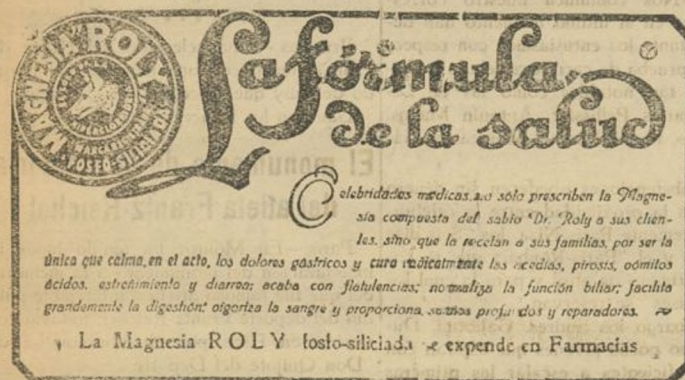 MAGNESIA ROLY
La fórmula
de la salud
Celebridades médicas no sólo prescriben la Magne-
sia compuesta del sabio Dr. Roly a sus clien-
tes, sino que la recetan a sus familias, por ser la
única que calma, en el acto, los dolores gástricos y cura radicalmente las acedías, pirosis, vómitos
ácidos, estreñimiento y diarrea; acaba con flatulencias; normaliza la función biliar; facilita
grandemente la digestión; vigoriza la sangre y proporciona sueños profundos y reparadores.
La Magnesia ROLY fosfo-siliciada se expende en Farmacias
El monumento
Frantz Reichel